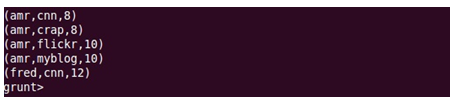 (amr,cnn,8)
(amr,crap,8)
(amr,flickr,10)
(amr,myblog,10)
(fred,cnn,12)
grunt>